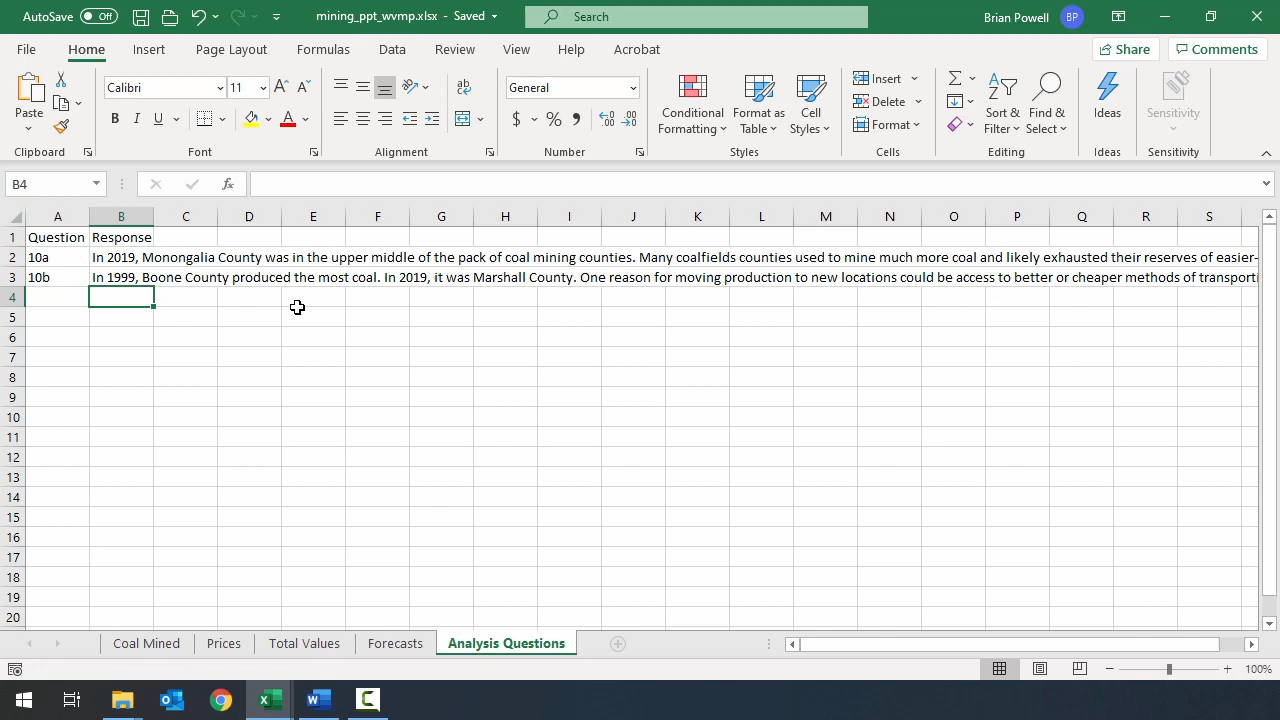 AutoSave Off mining_ppt_wvmp.xlsx - Saved Search Brian Powell BP
File Home Insert Page Layout Formulas Data Review View Help Acrobat Share Comments
Calibri 11 General Insert
Paste Conditional Formatting Format as Table Cell Styles Delete Sort & Filter Find & Select Ideas Sensitivity
Format
Clipboard Font Alignment Number Styles Cells Editing Ideas Sensitivity
B4 fx
A B C D E F G H I J K L M N O P Q R S
1 Question Response
2 10a In 2019, Monongalia County was in the upper middle of the pack of coal mining counties. Many coalfields counties used to mine much more coal and likely exhausted their reserves of easier-
3 10b In 1999, Boone County produced the most coal. In 2019, it was Marshall County. One reason for moving production to new locations could be access to better or cheaper methods of transporti
4
5
6
7
8
9
10
11
12
13
14
15
16
17
18
19
20
Coal Mined Prices Total Values Forecasts Analysis Questions
100%